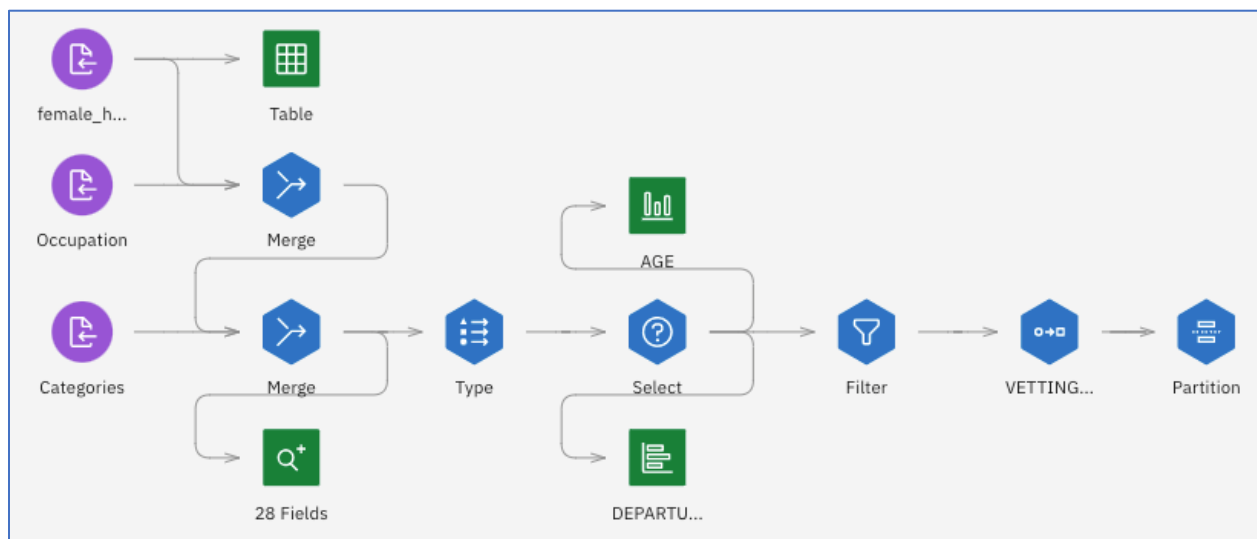 female_h...
Table
Occupation
Merge
AGE
Categories
Merge
Type
Select
Filter
VETTING...
Partition
28 Fields
DEPARTU...